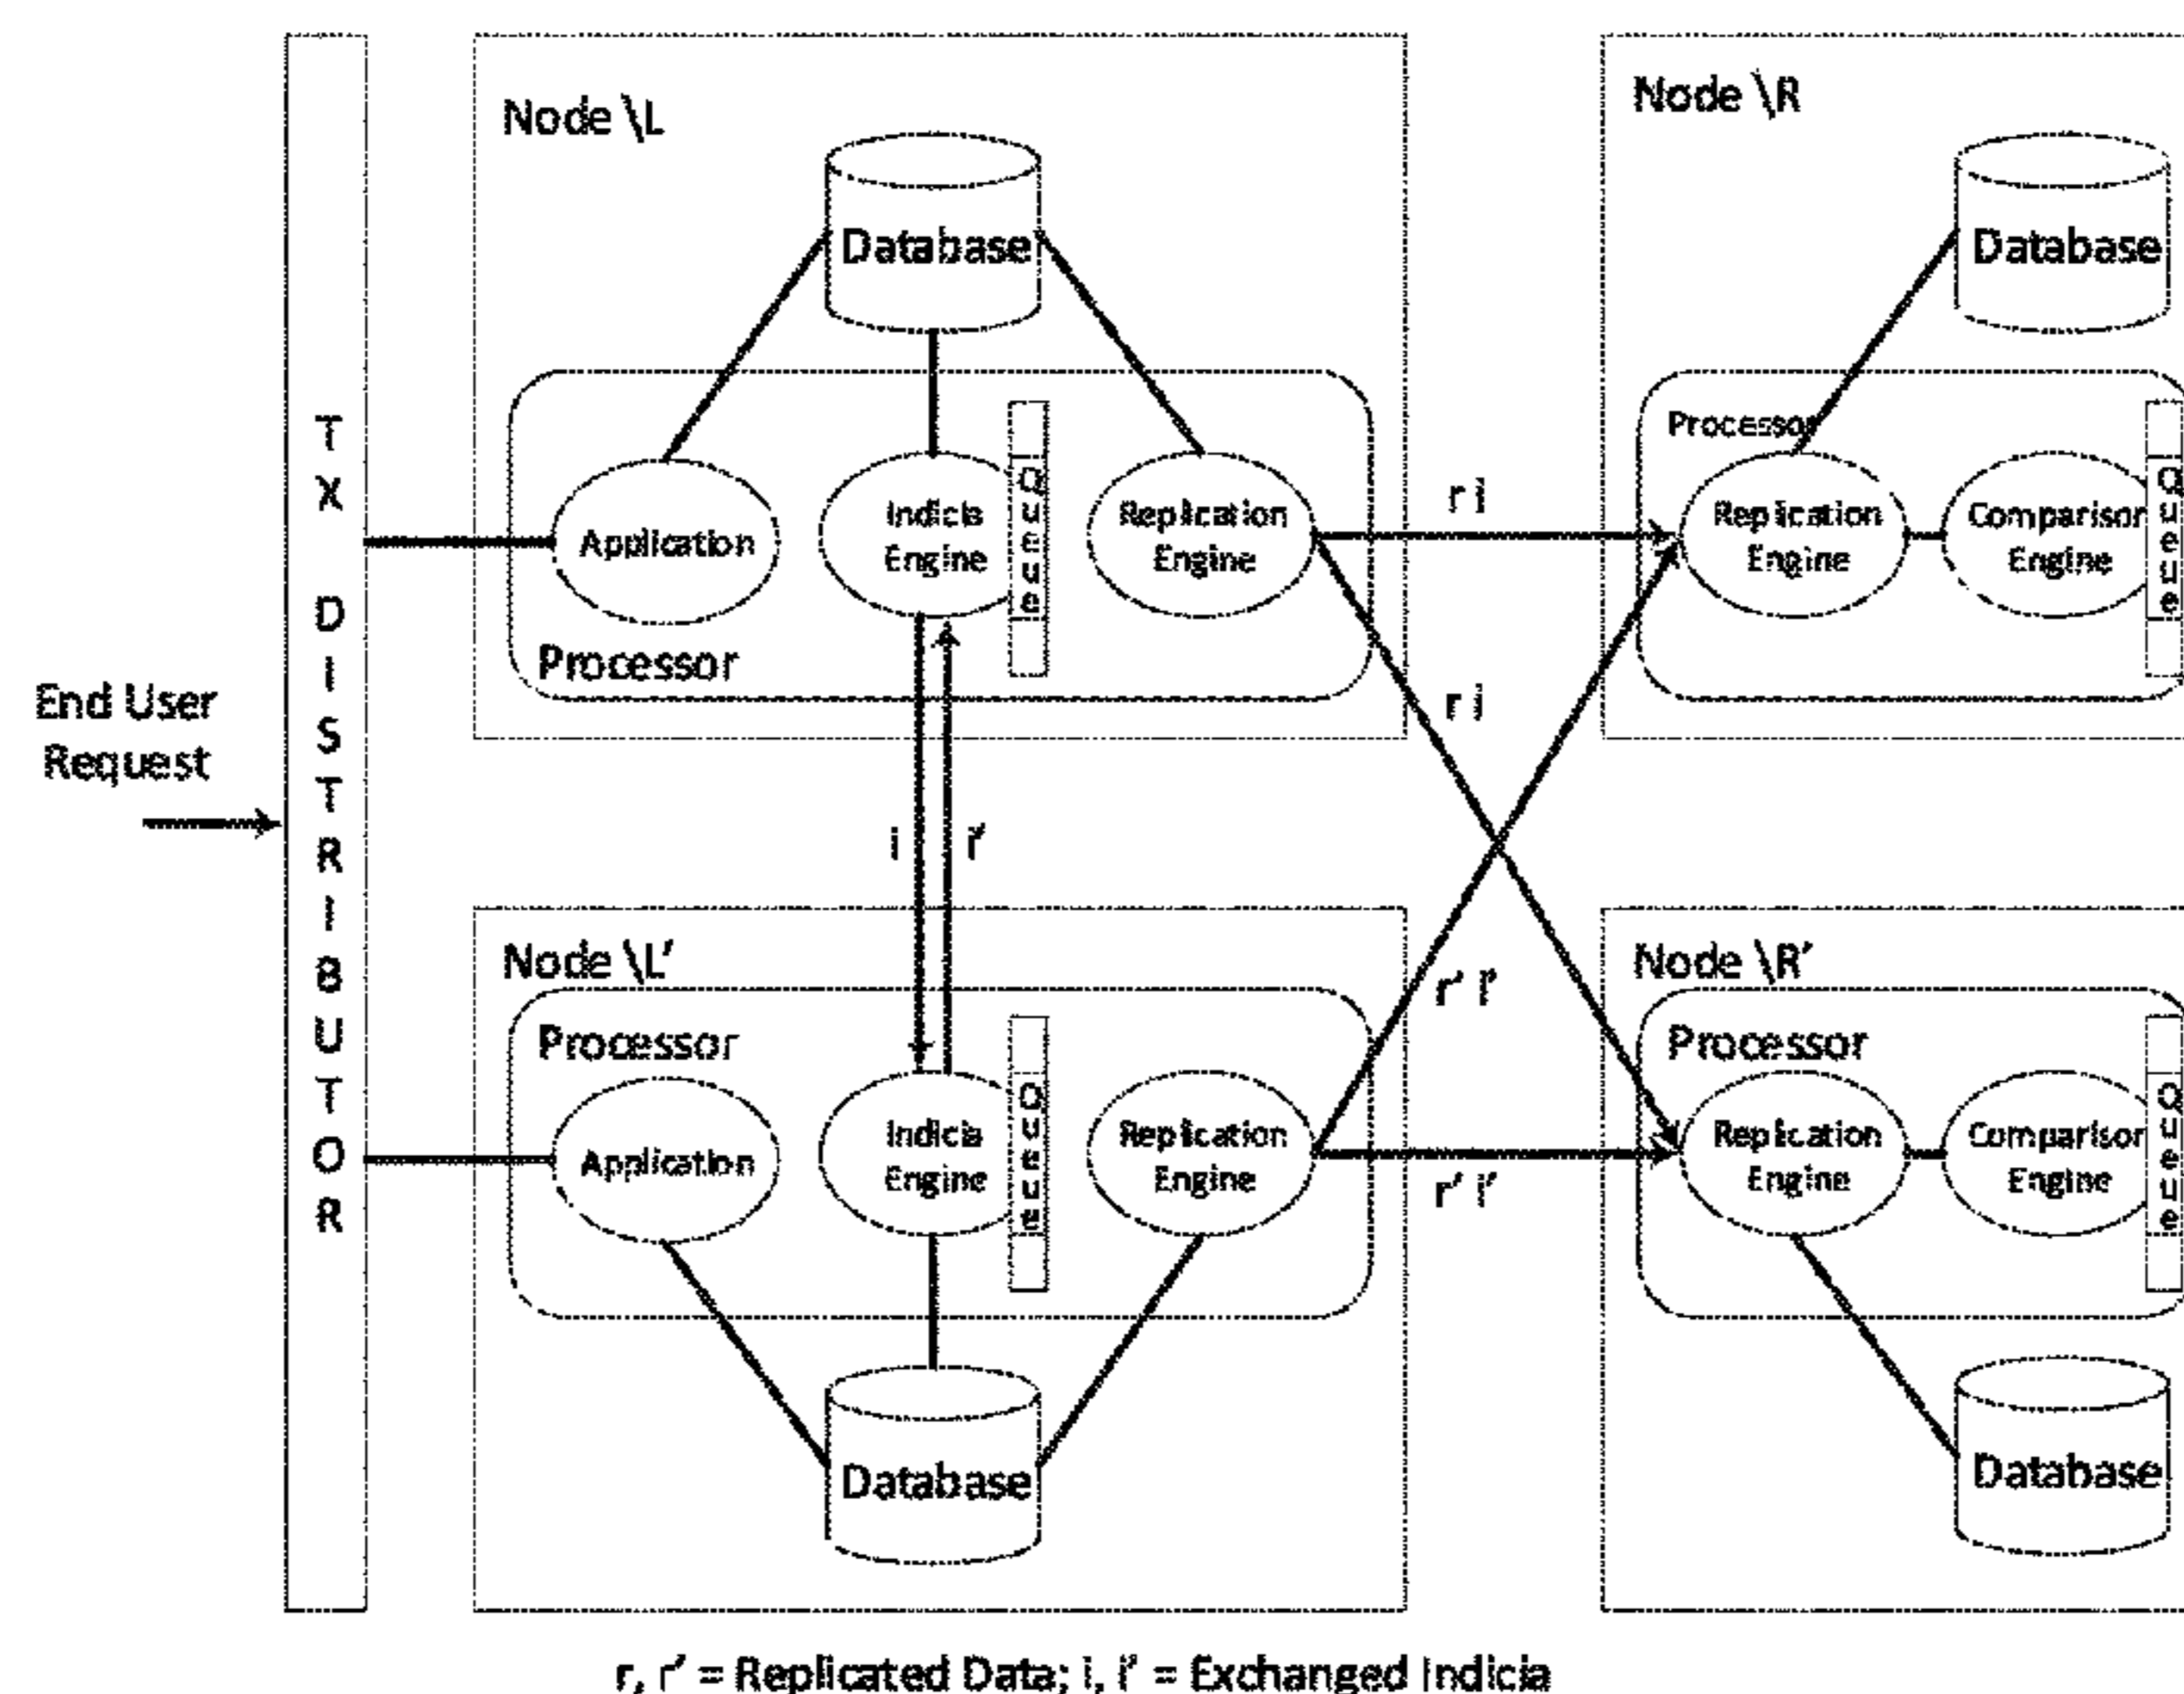 End User
Request
TX DISTRIBUTOR
Node \L
Database
Application
Indicia
Engine
Queue
Replication
Engine
Processor
r i
r i
Node \R
Database
Processor
Replication
Engine
Comparison
Engine
Queue
i
i'
Node \L'
Processor
Application
Indicia
Engine
Queue
Replication
Engine
Database
r' i'
r' i'
Node \R'
Processor
Replication
Engine
Comparison
Engine
Queue
Database
r, r' = Replicated Data; i, i' = Exchanged Indicia